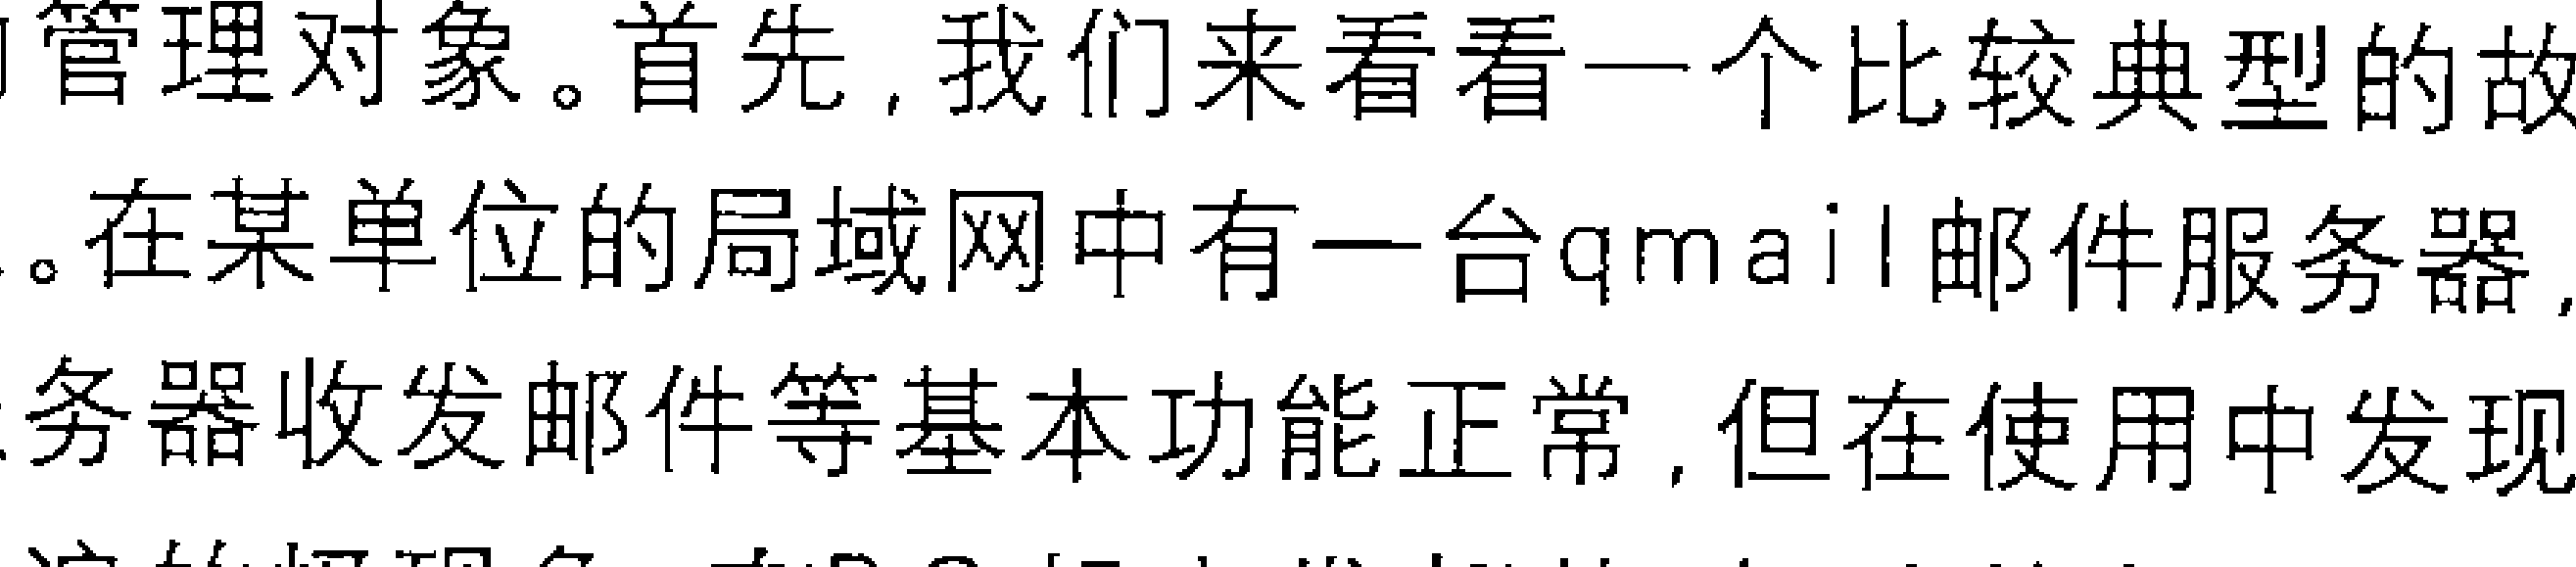 管理对象。首先,我们来看看一个比较典型的故
。在某单位的局域网中有一台qmail邮件服务器,
务器收发邮件等基本功能正常,但在使用中发现